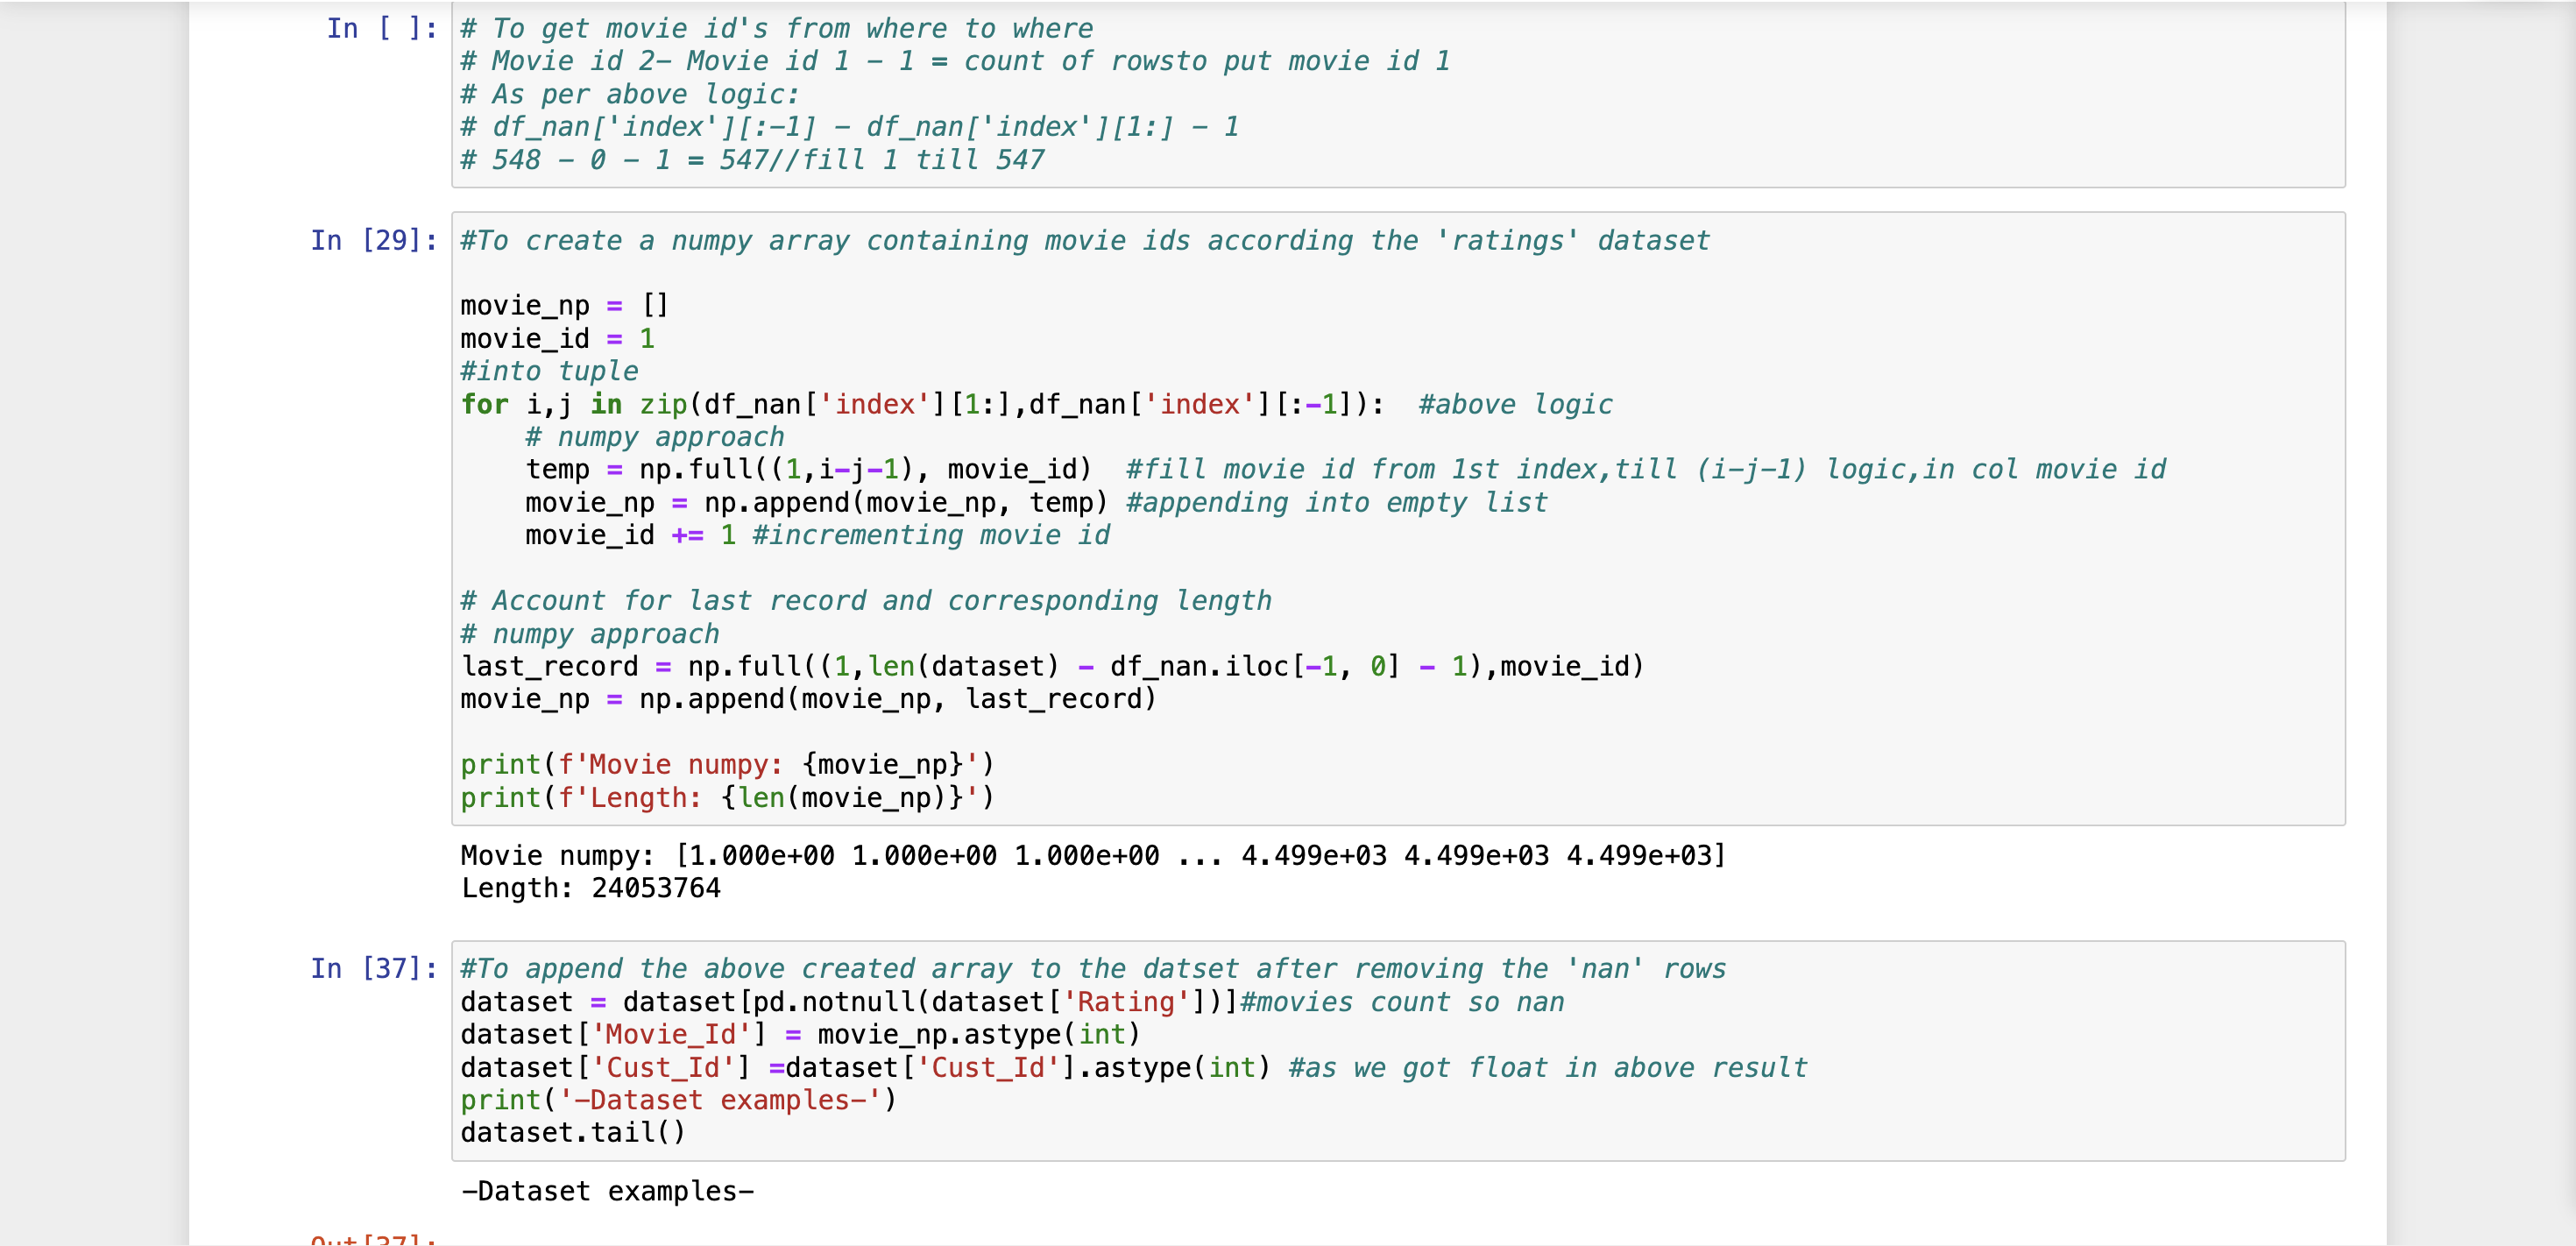 In [ ]: # To get movie id's from where to where
# Movie id 2- Movie id 1 - 1 = count of rowsto put movie id 1
# As per above logic:
# df_nan['index'][:-1] - df_nan['index'][1:] - 1
# 548 - 0 - 1 = 547//fill 1 till 547
In [29]: #To create a numpy array containing movie ids according the 'ratings' dataset
movie_np = []
movie_id = 1
#into tuple
for i,j in zip(df_nan['index'][1:],df_nan['index'][:-1]):  #above logic
    # numpy approach
    temp = np.full((1,i-j-1), movie_id)  #fill movie id from 1st index,till (i-j-1) logic,in col movie id
    movie_np = np.append(movie_np, temp) #appending into empty list
    movie_id += 1 #incrementing movie id
# Account for last record and corresponding length
# numpy approach
last_record = np.full((1,len(dataset) - df_nan.iloc[-1, 0] - 1),movie_id)
movie_np = np.append(movie_np, last_record)
print(f'Movie numpy: {movie_np}')
print(f'Length: {len(movie_np)}')
Movie numpy: [1.000e+00 1.000e+00 1.000e+00 ... 4.499e+03 4.499e+03 4.499e+03]
Length: 24053764
In [37]: #To append the above created array to the datset after removing the 'nan' rows
dataset = dataset[pd.notnull(dataset['Rating'])]#movies count so nan
dataset['Movie_Id'] = movie_np.astype(int)
dataset['Cust_Id'] =dataset['Cust_Id'].astype(int) #as we got float in above result
print('-Dataset examples-')
dataset.tail()
-Dataset examples-
Out[37]: